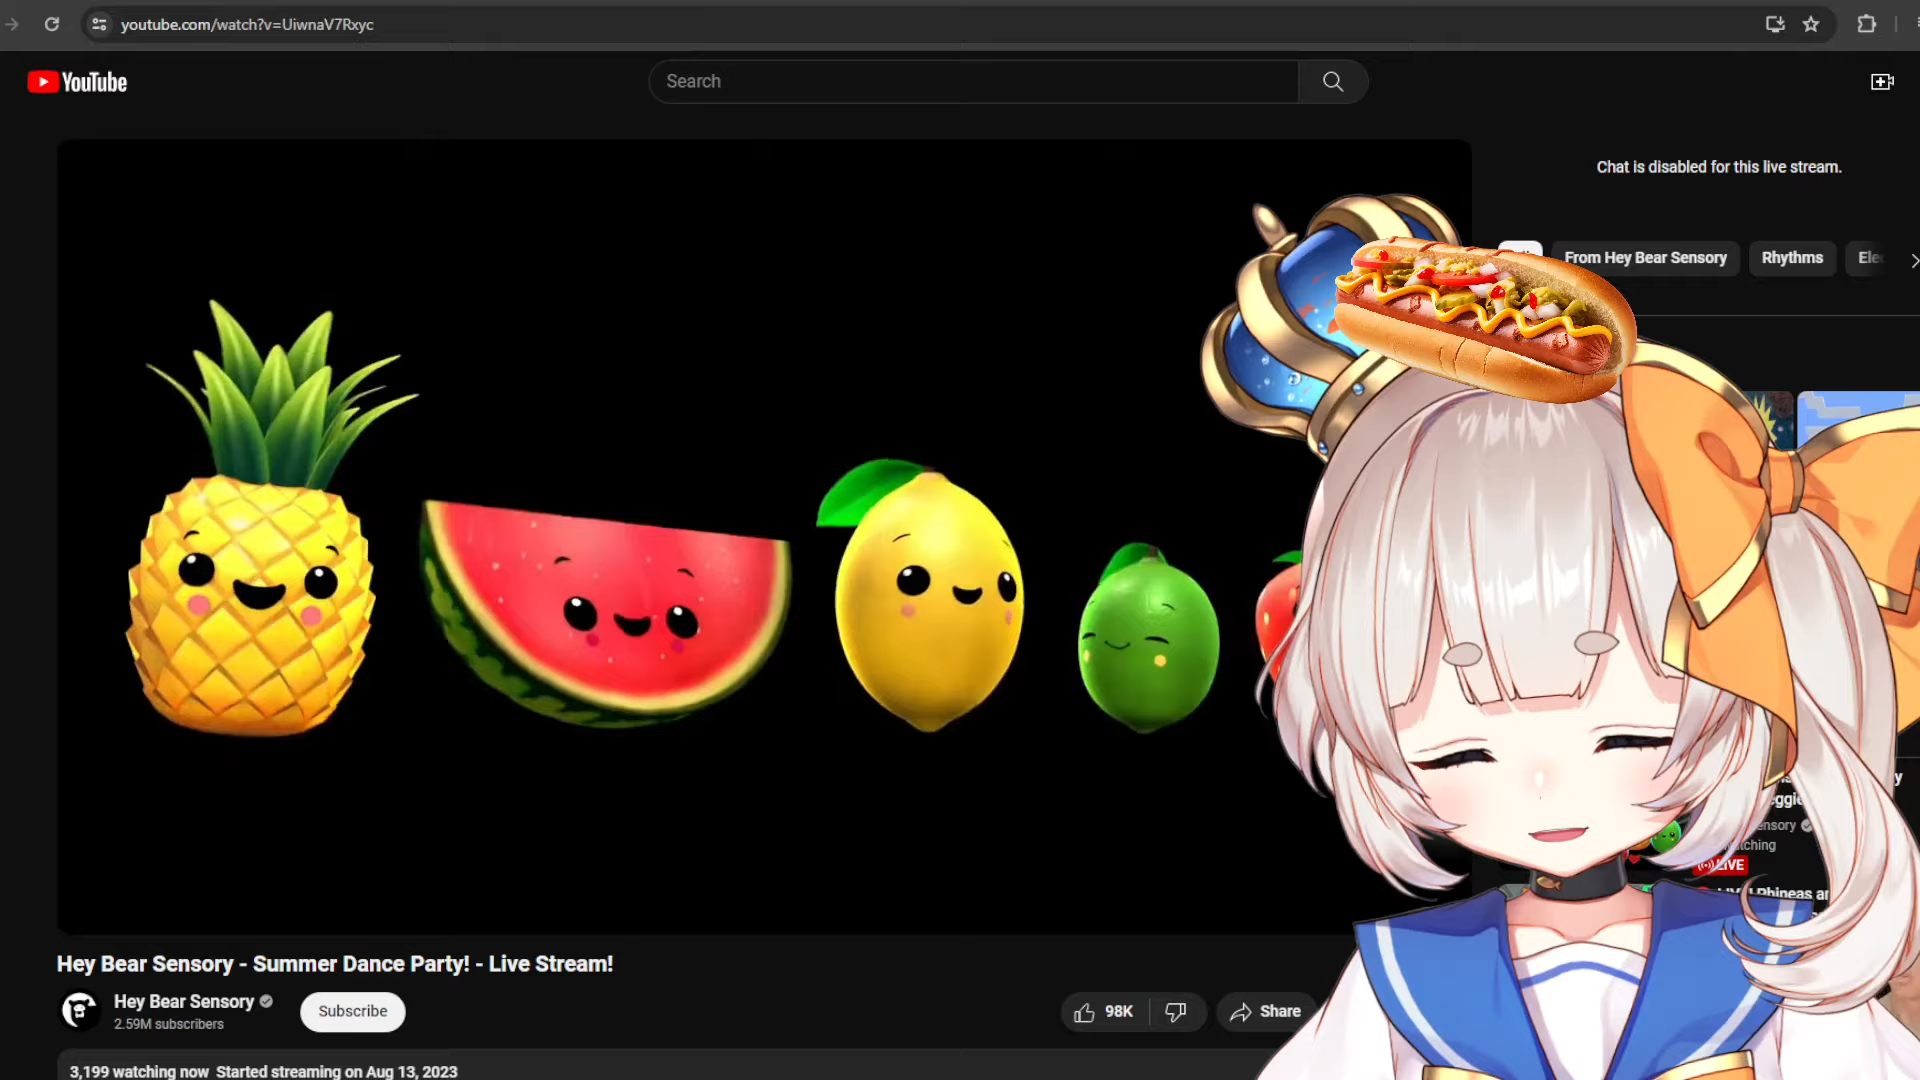 youtube.com/watch?v=UiwnaV7Rxyc
YouTube
Search
Chat is disabled for this live stream.
From Hey Bear Sensory
Rhythms
LIVE
Hey Bear Sensory - Summer Dance Party! - Live Stream!
Hey Bear Sensory
2.59M subscribers
Subscribe
98K
Share
3,199 watching now Started streaming on Aug 13, 2023